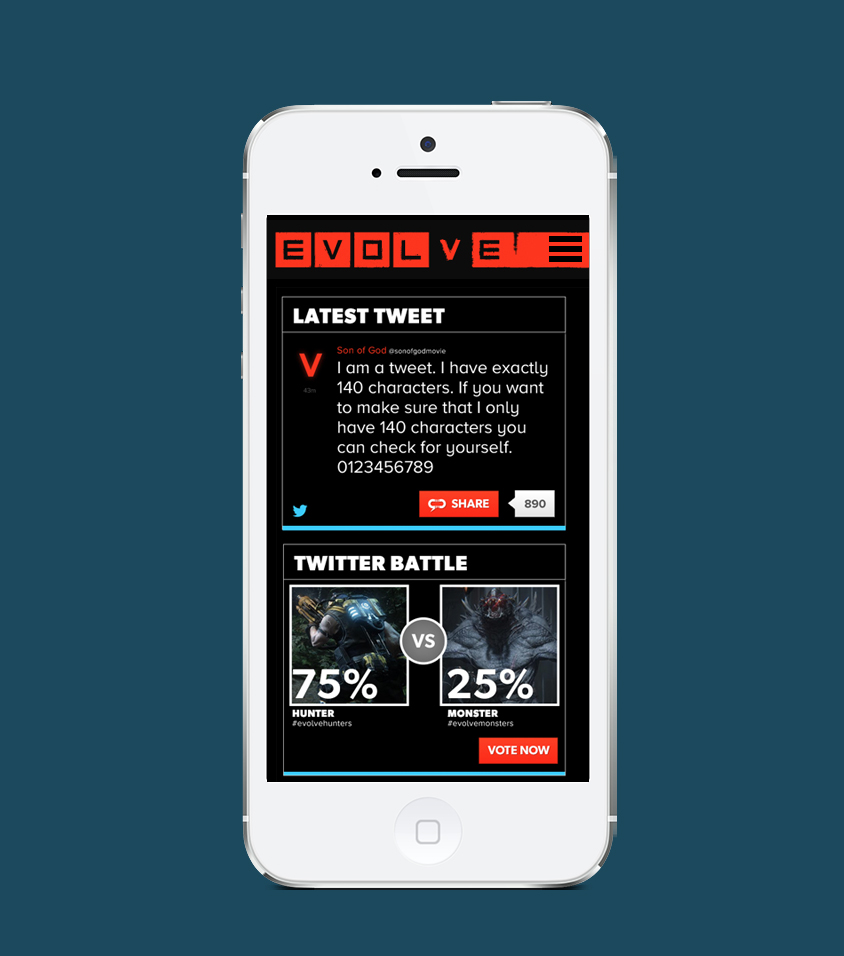 EVOLVE
LATEST TWEET
V
Son of God @sonofgodmovie
43m
I am a tweet. I have exactly
140 characters. If you want
to make sure that I only
have 140 characters you
can check for yourself.
0123456789
SHARE
890
TWITTER BATTLE
VS
75%
25%
HUNTER
MONSTER
#evolvehunters
#evolvemonsters
VOTE NOW